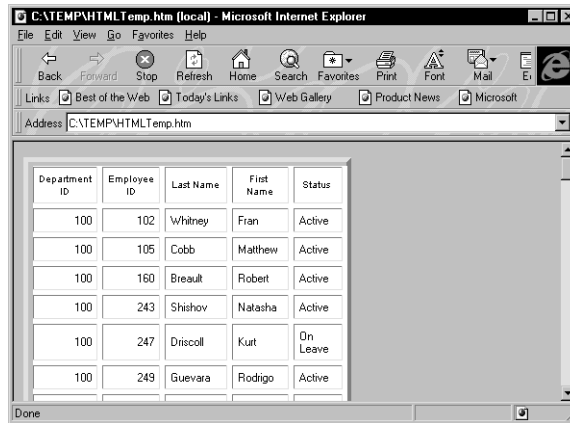 C:\TEMP\HTMLTemp.htm (local) - Microsoft Internet Explorer
File Edit View Go Favorites Help
Back Forward Stop Refresh Home Search Favorites Print Font Mail
Links Best of the Web Today's Links Web Gallery Product News Microsoft
Address C:\TEMP\HTMLTemp.htm
Department ID Employee ID Last Name First Name Status
100 102 Whitney Fran Active
100 105 Cobb Matthew Active
100 160 Breault Robert Active
100 243 Shishov Natasha Active
100 247 Driscoll Kurt On Leave
100 249 Guevara Rodrigo Active
Done